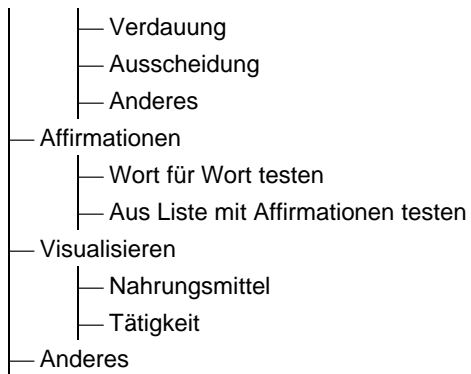 Verdauung
Ausscheidung
Anderes
Affirmationen
Wort für Wort testen
Aus Liste mit Affirmationen testen
Visualisieren
Nahrungsmittel
Tätigkeit
Anderes